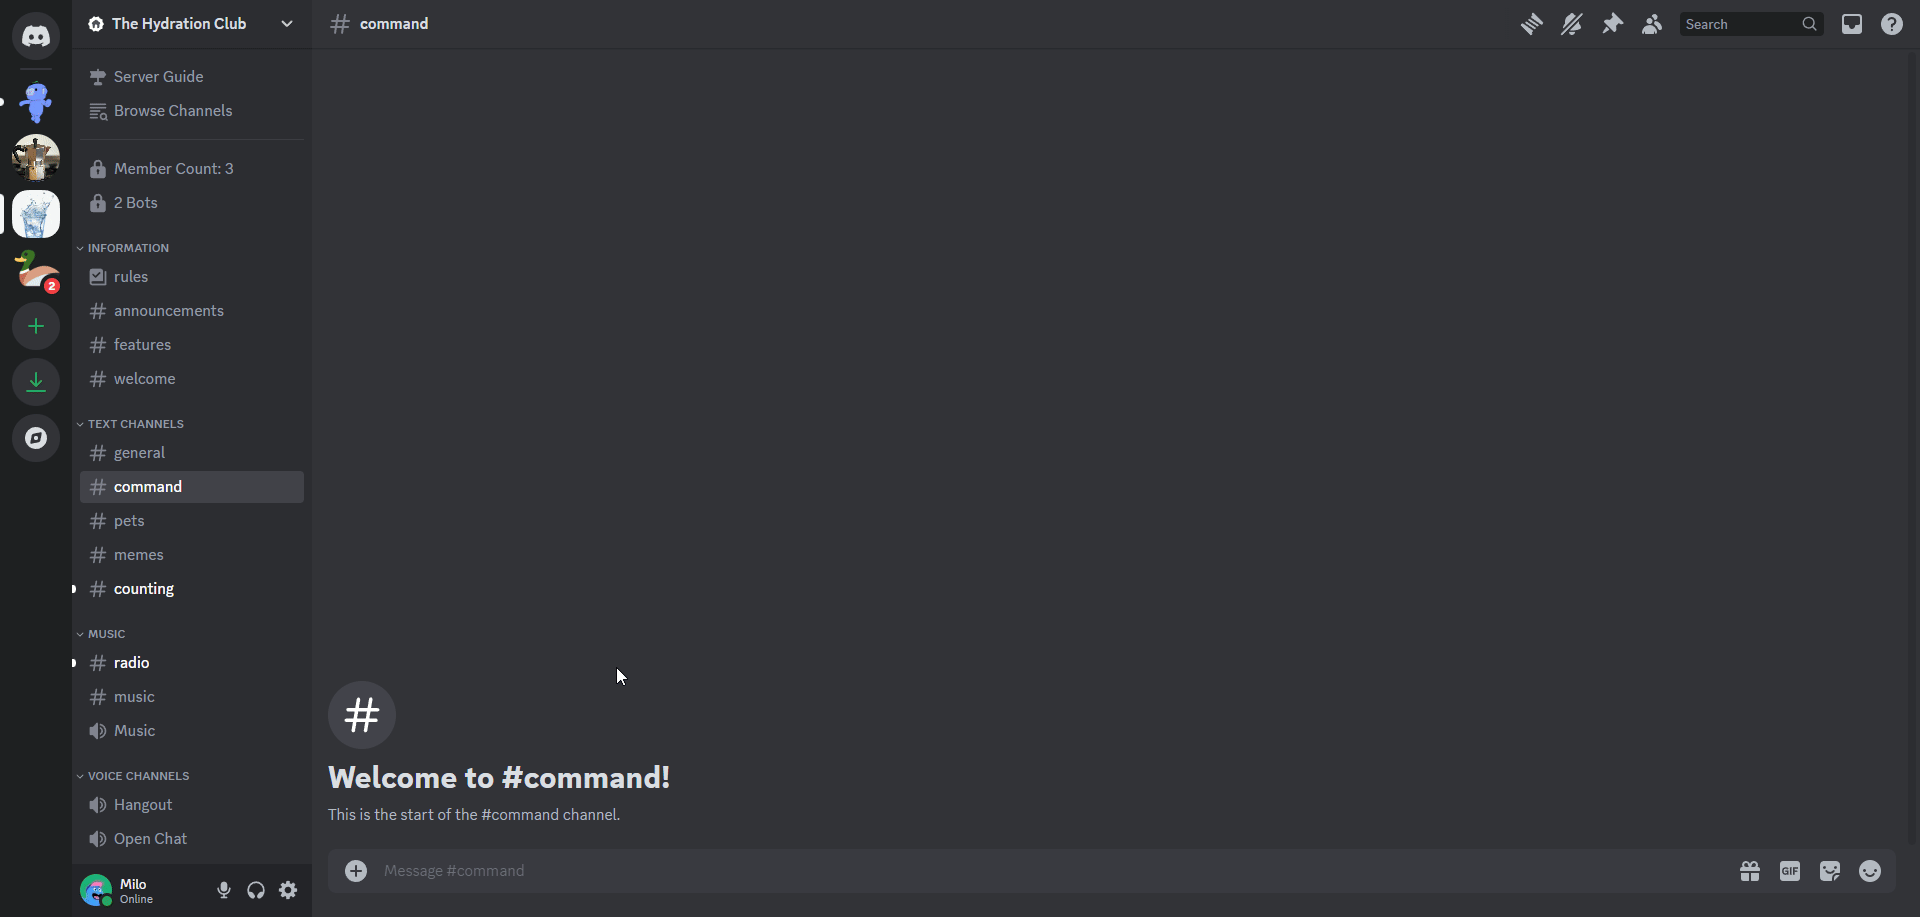 The Hydration Club
Server Guide
Browse Channels
Member Count: 3
2 Bots
INFORMATION
rules
announcements
features
welcome
TEXT CHANNELS
general
command
pets
memes
counting
MUSIC
radio
music
Music
VOICE CHANNELS
Hangout
Open Chat
Milo
Online
2
command
Search
Welcome to #command!
This is the start of the #command channel.
Message #command
GIF